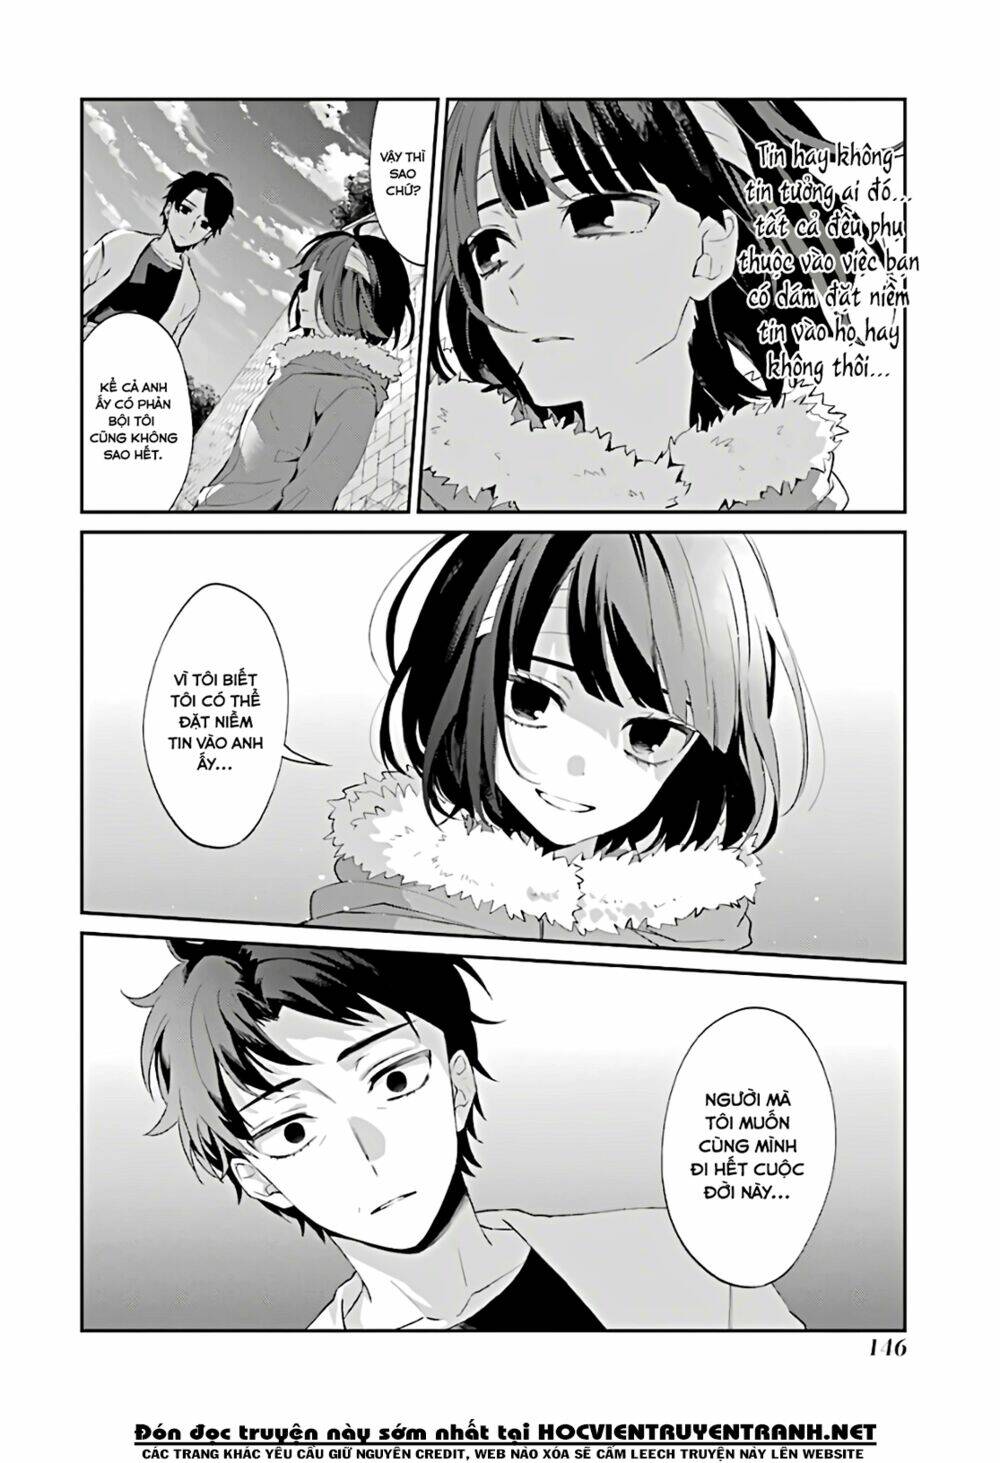 Tin hay không
tin tưởng ai đó...
tất cả đều phụ
thuộc vào việc bạn
có dám đặt niềm
tin vào họ hay
không thôi...
VẬY THÌ
SAO
CHỨ?
KỂ CẢ ANH
ẤY CÓ PHẢN
BỘI TÔI
CŨNG KHÔNG
SAO HẾT.
VÌ TÔI BIẾT
TÔI CÓ THỂ
ĐẶT NIỀM
TIN VÀO ANH
ẤY...
NGƯỜI MÀ
TÔI MUỐN
CÙNG MÌNH
ĐI HẾT CUỘC
ĐỜI NÀY...
146
Đón đọc truyện này sớm nhất tại HOCVIENTRUYENTRANH.NET
CÁC TRANG KHÁC YÊU CẦU GIỮ NGUYÊN CREDIT, WEB NÀO XÓA SẼ CẤM LEECH TRUYỆN NÀY LÊN WEBSITE